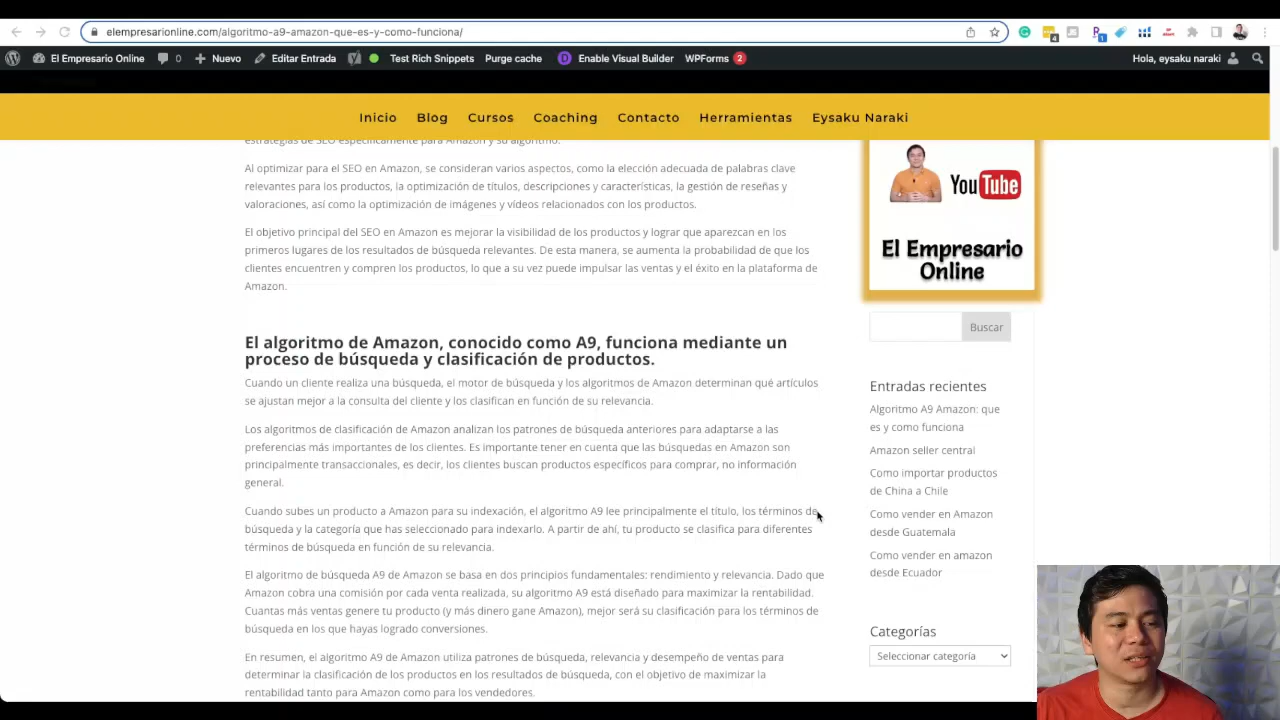 elempresarionline.com/algoritmo-a9-amazon-que-es-y-como-funciona/
El Empresario Online 0 Nuevo Editar Entrada Test Rich Snippets Purge cache D Enable Visual Builder WPForms 2 Hola, eysaku naraki
Inicio Blog Cursos Coaching Contacto Herramientas Eysaku Naraki
estrategias de SEO específicamente para Amazon y su algoritmo.
Al optimizar para el SEO en Amazon, se consideran varios aspectos, como la elección adecuada de palabras clave
relevantes para los productos, la optimización de títulos, descripciones y características, la gestión de reseñas y
valoraciones, así como la optimización de imágenes y vídeos relacionados con los productos.
El objetivo principal del SEO en Amazon es mejorar la visibilidad de los productos y lograr que aparezcan en los
primeros lugares de los resultados de búsqueda relevantes. De esta manera, se aumenta la probabilidad de que los
clientes encuentren y compren los productos, lo que a su vez puede impulsar las ventas y el éxito en la plataforma de
Amazon.
El algoritmo de Amazon, conocido como A9, funciona mediante un
proceso de búsqueda y clasificación de productos.
Cuando un cliente realiza una búsqueda, el motor de búsqueda y los algoritmos de Amazon determinan qué artículos
se ajustan mejor a la consulta del cliente y los clasifican en función de su relevancia.
Los algoritmos de clasificación de Amazon analizan los patrones de búsqueda anteriores para adaptarse a las
preferencias más importantes de los clientes. Es importante tener en cuenta que las búsquedas en Amazon son
principalmente transaccionales, es decir, los clientes buscan productos específicos para comprar, no información
general.
Cuando subes un producto a Amazon para su indexación, el algoritmo A9 lee principalmente el título, los términos de
búsqueda y la categoría que has seleccionado para indexarlo. A partir de ahí, tu producto se clasifica para diferentes
términos de búsqueda en función de su relevancia.
El algoritmo de búsqueda A9 de Amazon se basa en dos principios fundamentales: rendimiento y relevancia. Dado que
Amazon cobra una comisión por cada venta realizada, su algoritmo A9 está diseñado para maximizar la rentabilidad.
Cuantas más ventas genere tu producto (y más dinero gane Amazon), mejor será su clasificación para los términos de
búsqueda en los que hayas logrado conversiones.
En resumen, el algoritmo A9 de Amazon utiliza patrones de búsqueda, relevancia y desempeño de ventas para
determinar la clasificación de los productos en los resultados de búsqueda, con el objetivo de maximizar la
rentabilidad tanto para Amazon como para los vendedores.
YouTube
El Empresario
Online
Buscar
Entradas recientes
Algoritmo A9 Amazon: que
es y como funciona
Amazon seller central
Como importar productos
de China a Chile
Como vender en Amazon
desde Guatemala
Como vender en amazon
desde Ecuador
Categorías
Seleccionar categoría